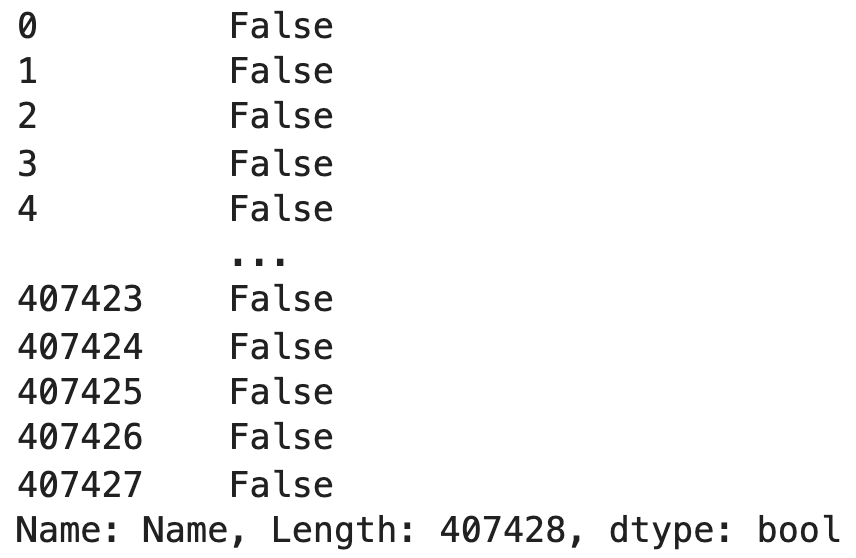 0         False
1         False
2         False
3         False
4         False
          ...
407423    False
407424    False
407425    False
407426    False
407427    False
Name: Name, Length: 407428, dtype: bool